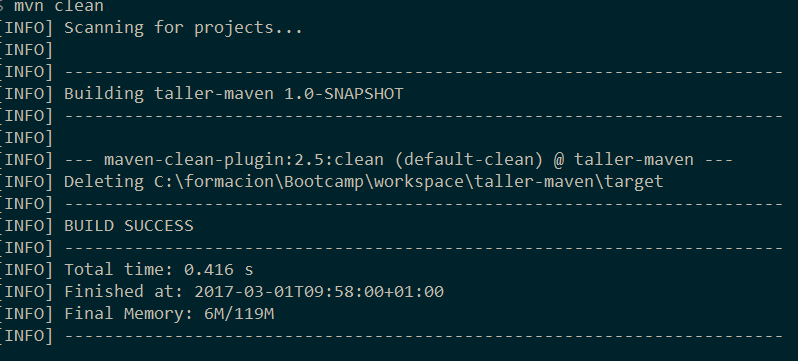 $ mvn clean
[INFO] Scanning for projects...
[INFO]
[INFO] ------------------------------------------------------------------------
[INFO] Building taller-maven 1.0-SNAPSHOT
[INFO] ------------------------------------------------------------------------
[INFO]
[INFO] --- maven-clean-plugin:2.5:clean (default-clean) @ taller-maven ---
[INFO] Deleting C:\formacion\Bootcamp\workspace\taller-maven\target
[INFO] ------------------------------------------------------------------------
[INFO] BUILD SUCCESS
[INFO] ------------------------------------------------------------------------
[INFO] Total time: 0.416 s
[INFO] Finished at: 2017-03-01T09:58:00+01:00
[INFO] Final Memory: 6M/119M
[INFO] ------------------------------------------------------------------------